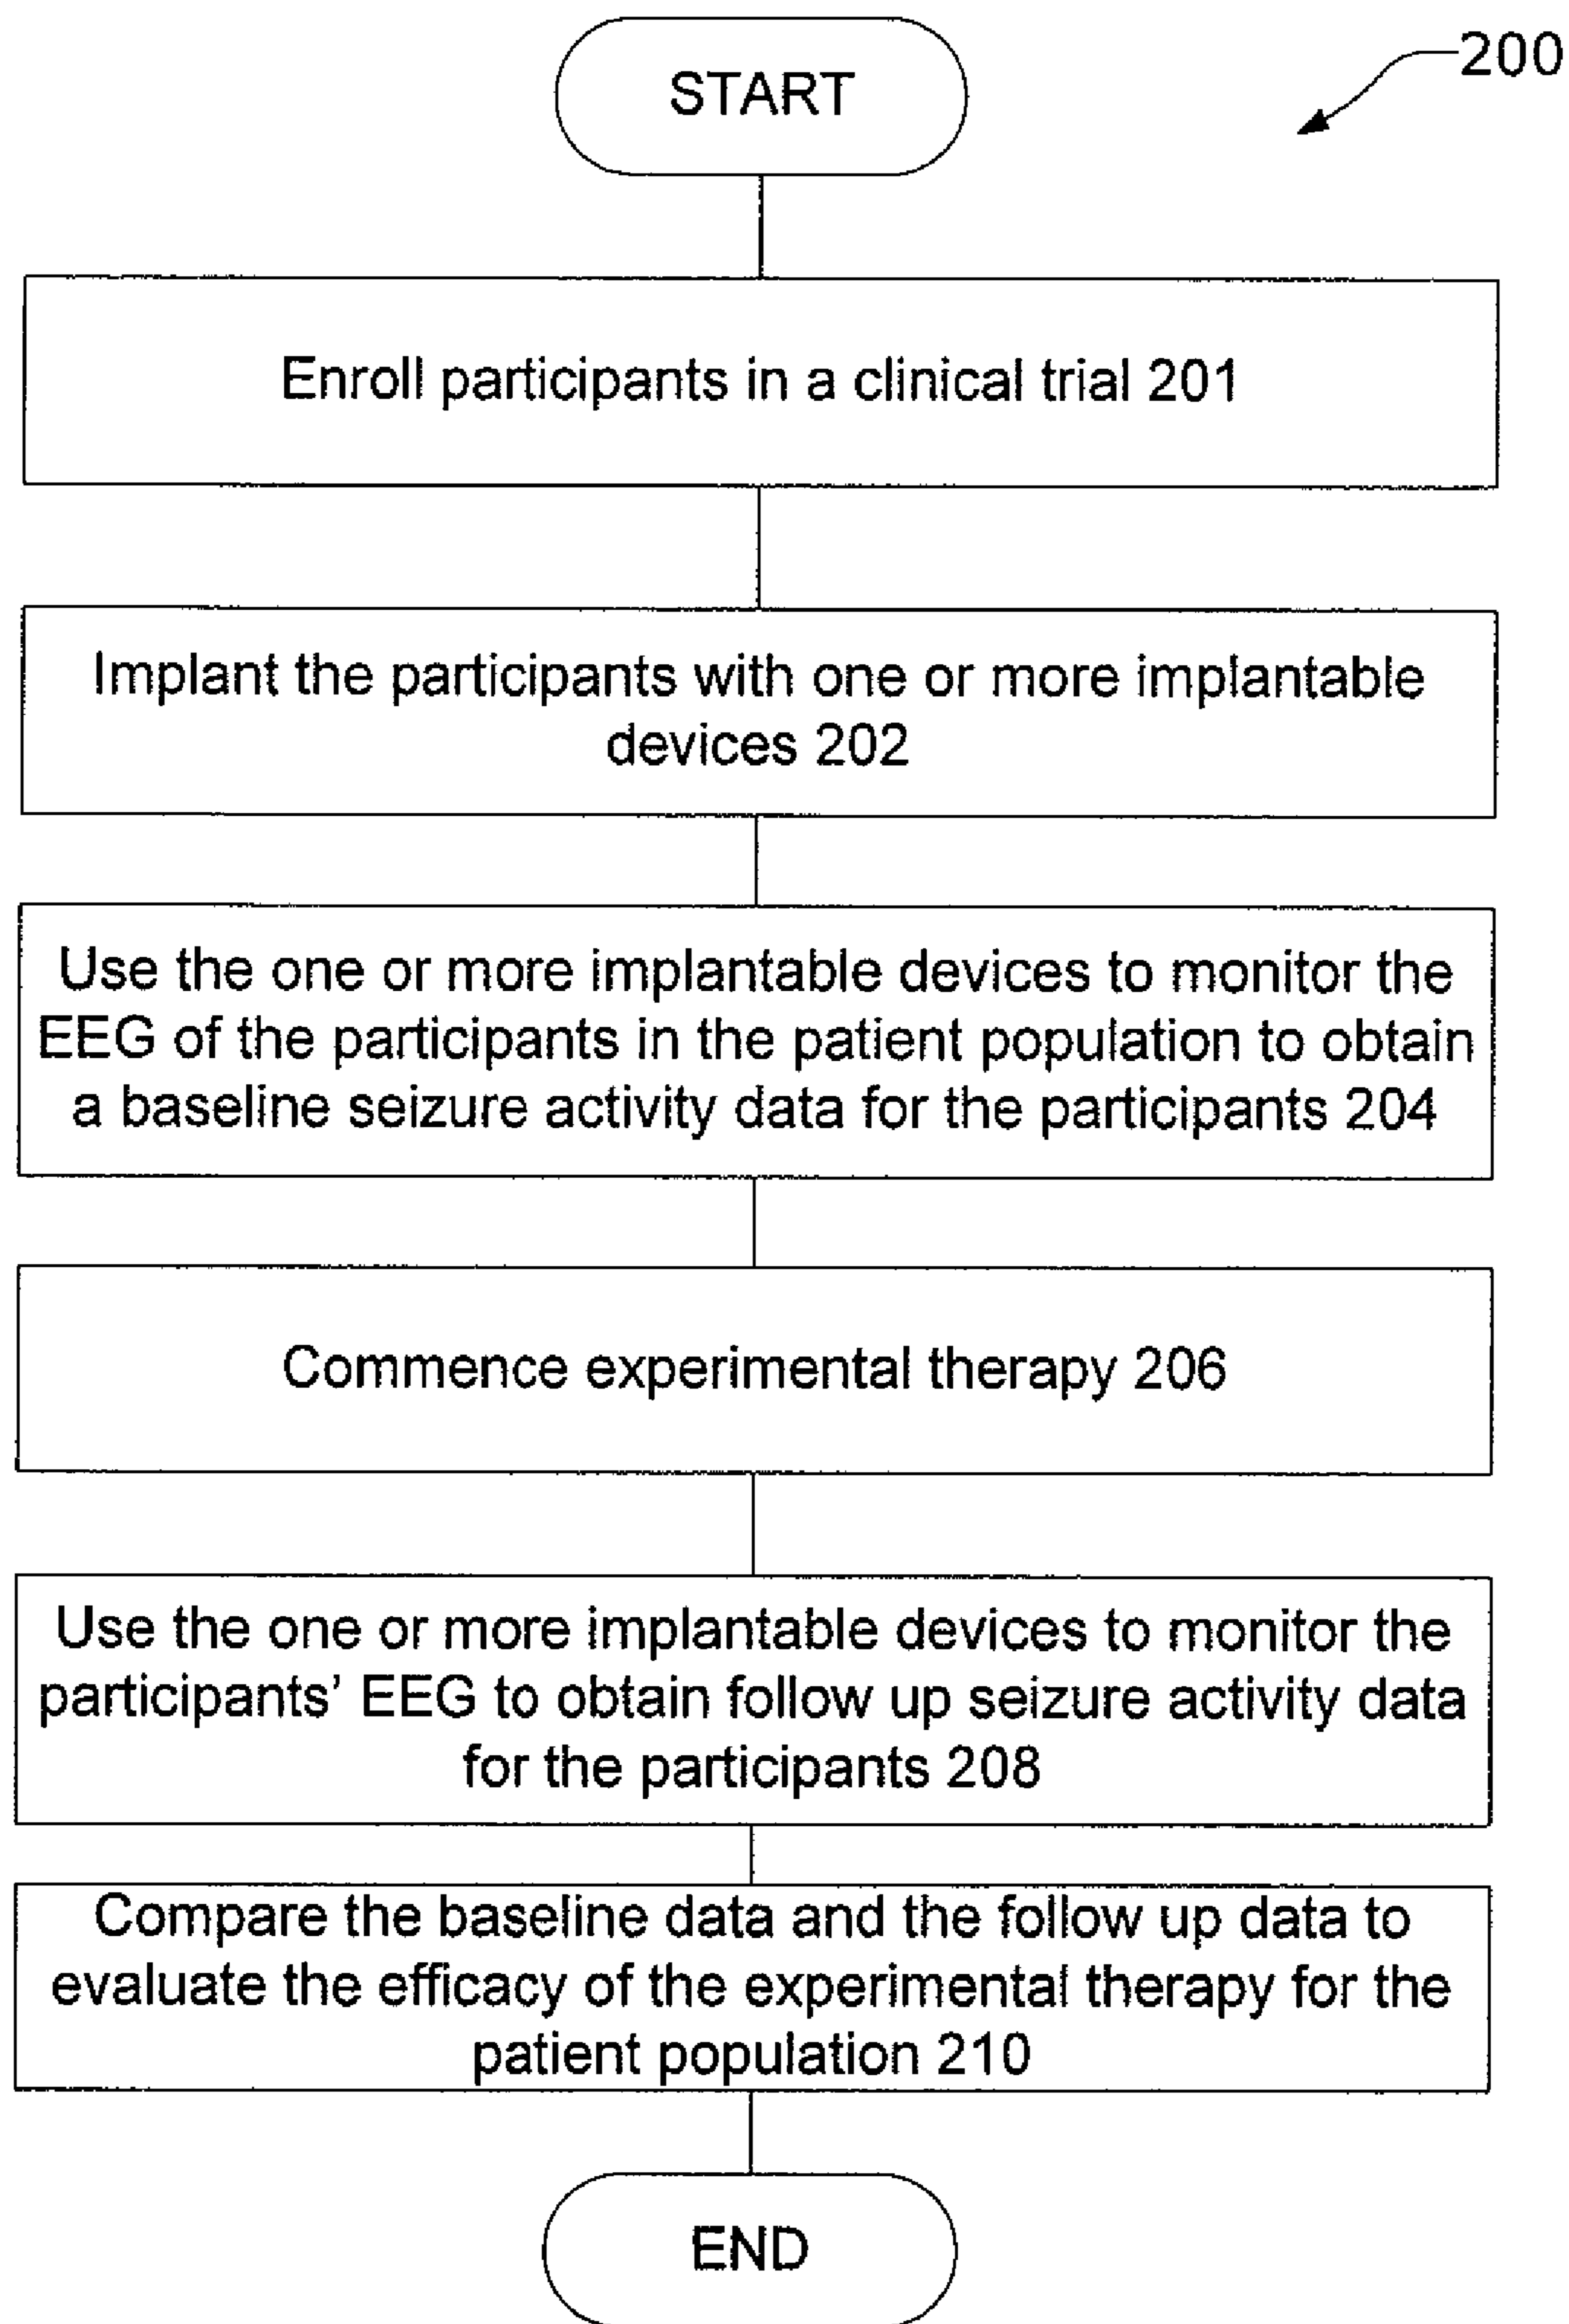 START
200
Enroll participants in a clinical trial 201
Implant the participants with one or more implantable
devices 202
Use the one or more implantable devices to monitor the
EEG of the participants in the patient population to obtain
a baseline seizure activity data for the participants 204
Commence experimental therapy 206
Use the one or more implantable devices to monitor the
participants’ EEG to obtain follow up seizure activity data
for the participants 208
Compare the baseline data and the follow up data to
evaluate the efficacy of the experimental therapy for the
patient population 210
END